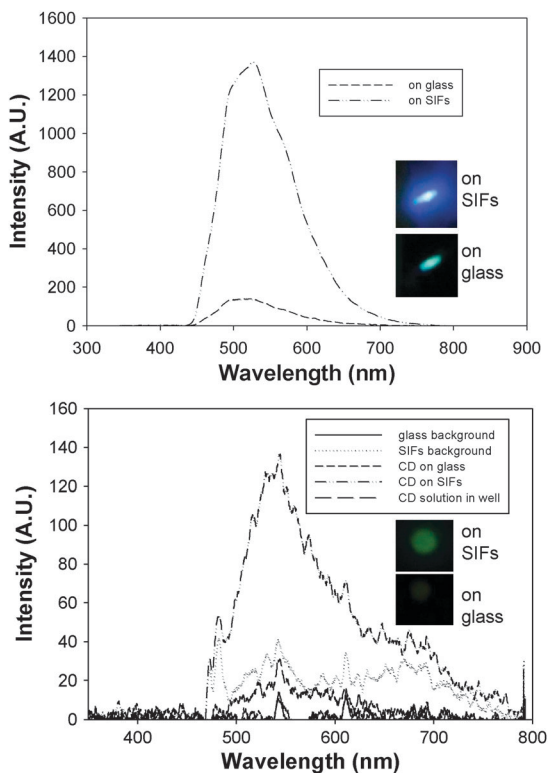 1600
1400
1200
1000
800
600
400
200
0
Intensity (A.U.)
on glass
on SIFs
on
SIFs
on
glass
300 400 500 600 700 800 900
Wavelength (nm)
160
140
120
100
80
60
40
20
0
Intensity (A.U.)
glass background
SIFs background
CD on glass
CD on SIFs
CD solution in well
on
SIFs
on
glass
400 500 600 700 800
Wavelength (nm)